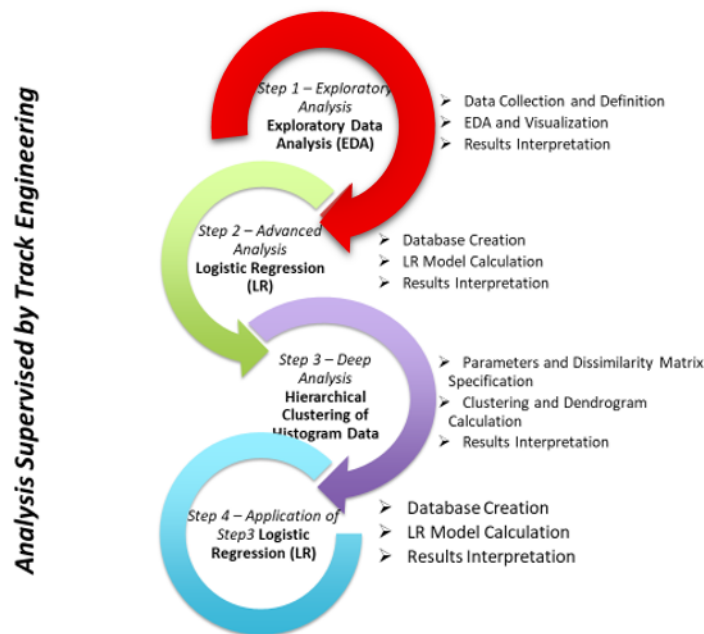 Analysis Supervised by Track Engineering
Step 1 – Exploratory
Analysis
Exploratory Data
Analysis (EDA)
➢ Data Collection and Definition
➢ EDA and Visualization
➢ Results Interpretation
Step 2 – Advanced
Analysis
Logistic Regression
(LR)
➢ Database Creation
➢ LR Model Calculation
➢ Results Interpretation
Step 3 – Deep
Analysis
Hierarchical
Clustering of
Histogram Data
➢ Parameters and Dissimilarity Matrix
Specification
➢ Clustering and Dendrogram
Calculation
➢ Results Interpretation
Step 4 – Application of
Step3 Logistic
Regression (LR)
➢ Database Creation
➢ LR Model Calculation
➢ Results Interpretation